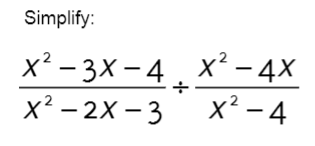 Simplify:
x² – 3x – 4 / x² – 2x – 3 ÷ x² – 4x / x² – 4